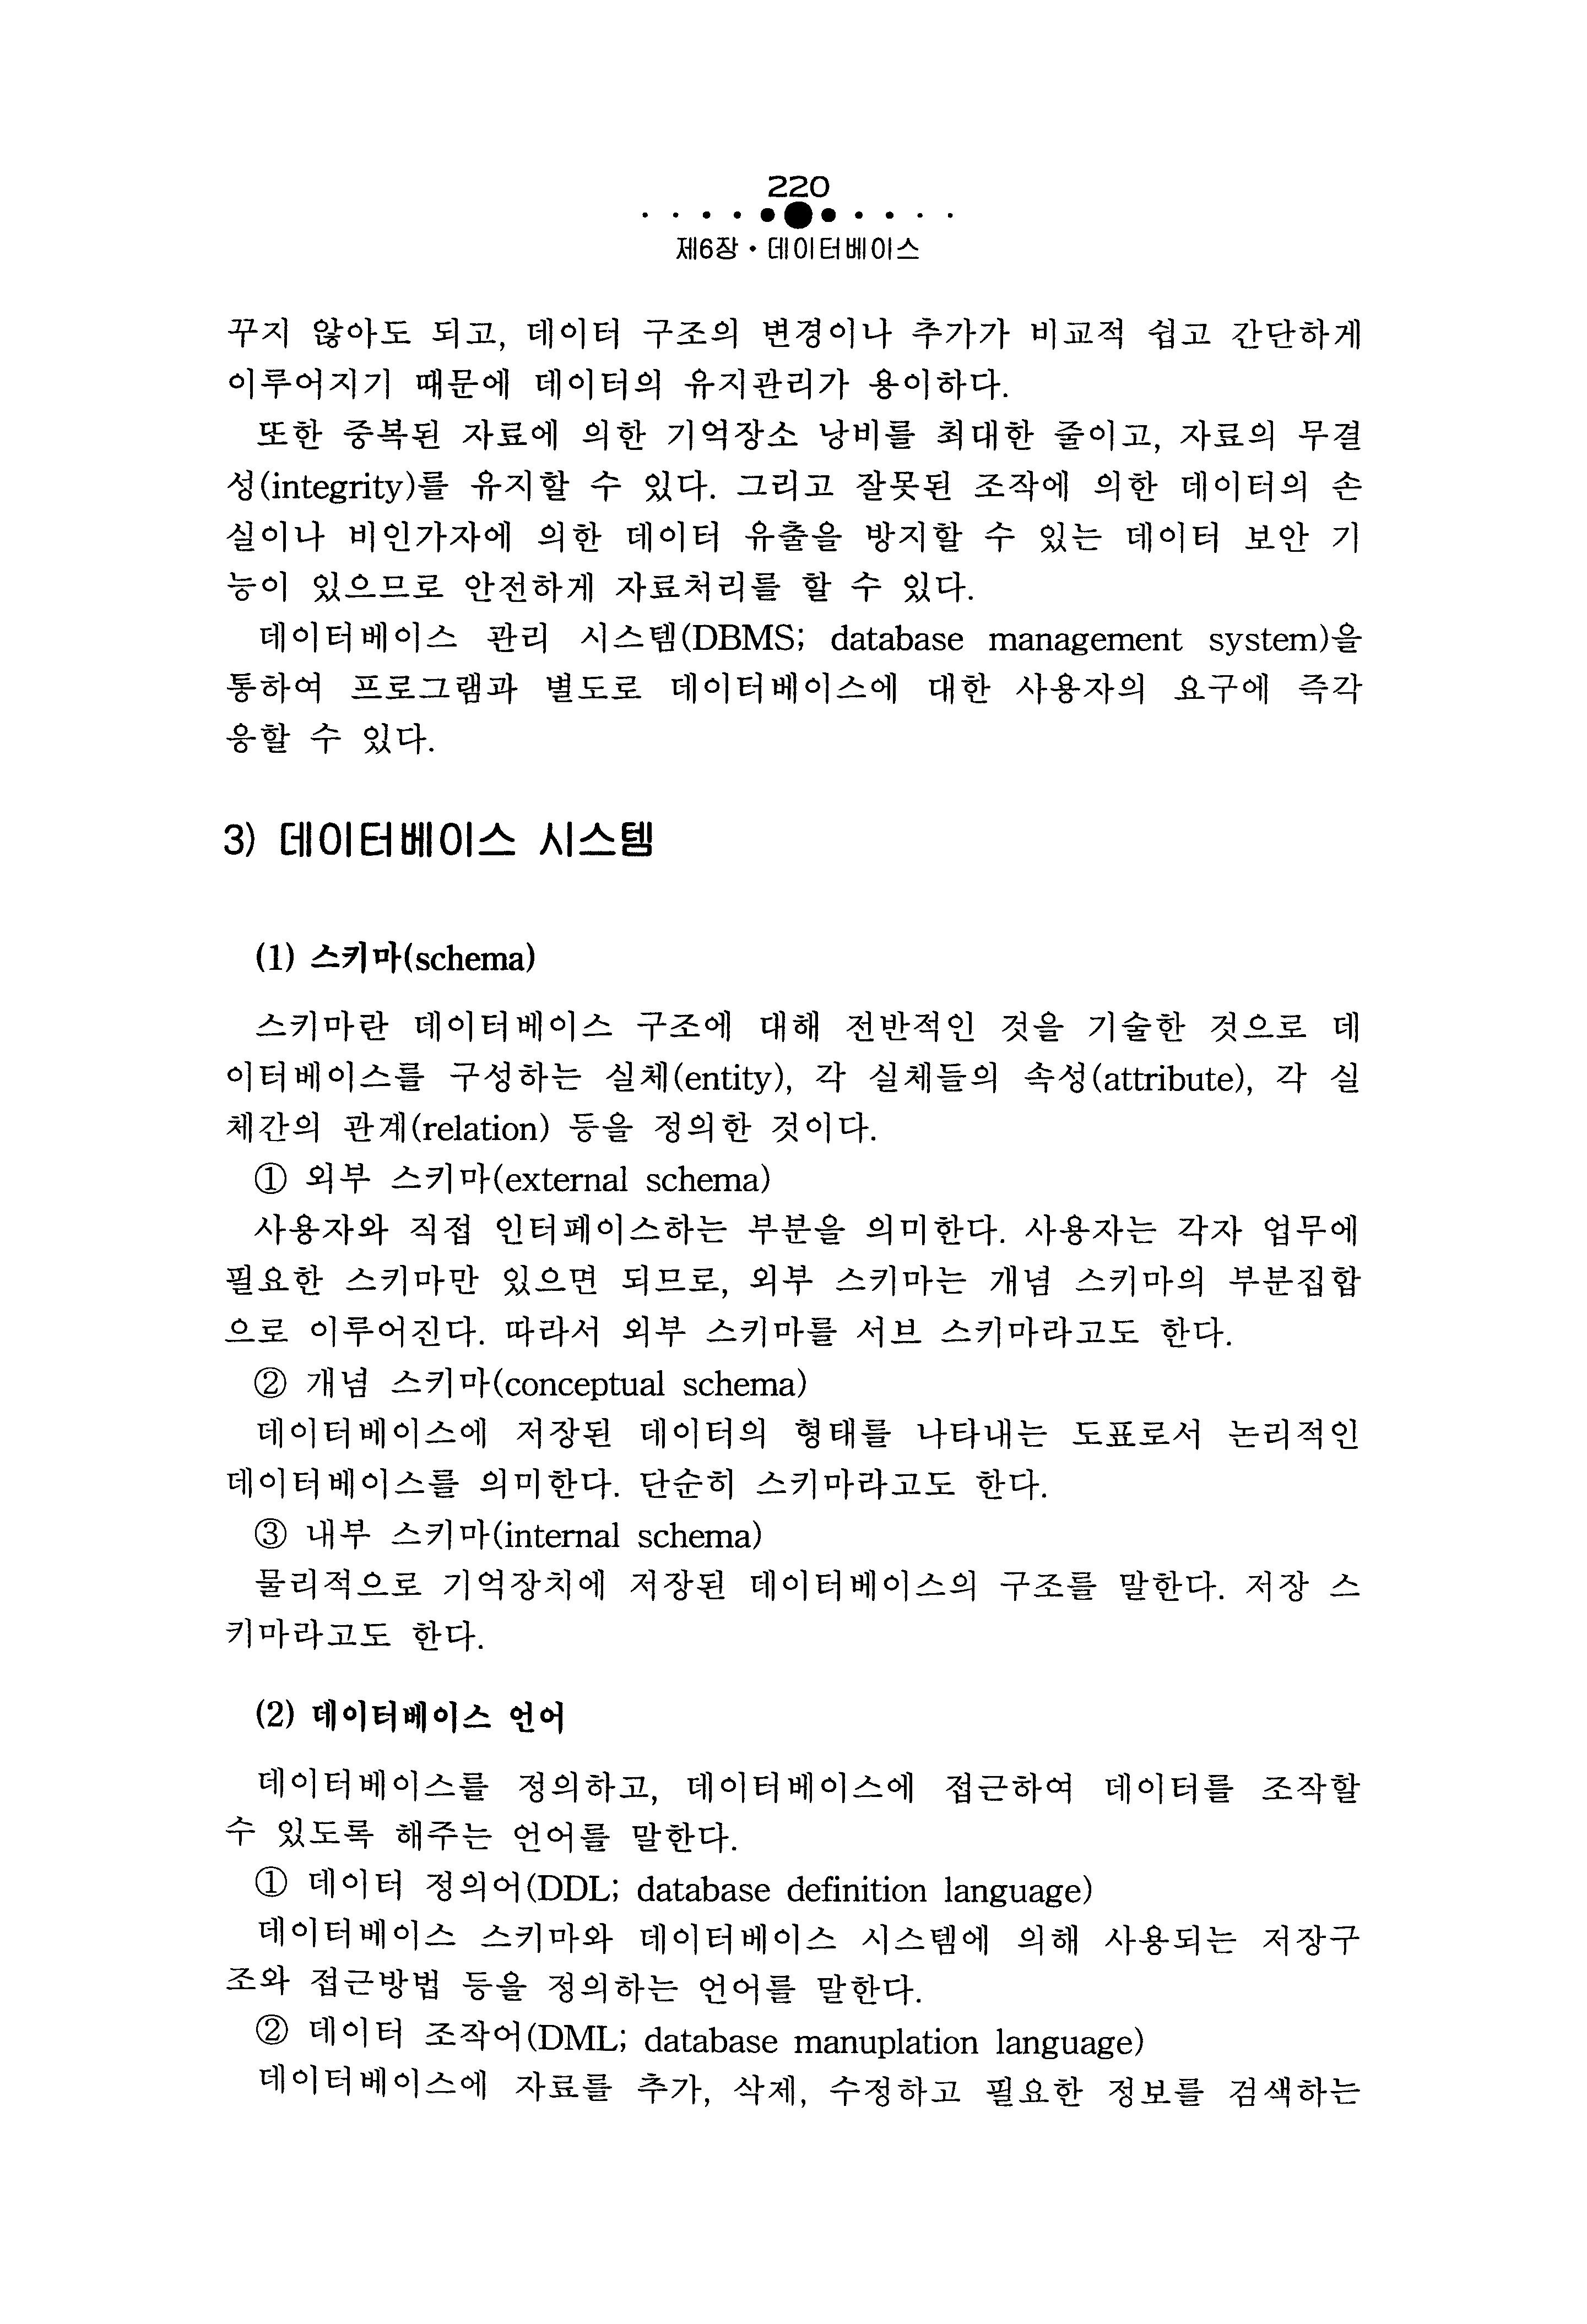 220
제6장 • 데이터베이스
꾸지 않아도 되고, 데이터 구조의 변경이나 추가가 비교적 쉽고 간단하게
이루어지기 때문에 데이터의 유지관리가 용이하다.
또한 중복된 자료에 의한 기억장소 낭비를 최대한 줄이고, 자료의 무결
성(integrity)를 유지할 수 있다. 그리고 잘못된 조작에 의한 데이터의 손
실이나 비인가자에 의한 데이터 유출을 방지할 수 있는 데이터 보안 기
능이 있으므로 안전하게 자료처리를 할 수 있다.
데이터베이스 관리 시스템(DBMS; database management system)을
통하여 프로그램과 별도로 데이터베이스에 대한 사용자의 요구에 즉각
응할 수 있다.
3) 데이터베이스 시스템
(1) 스키마(schema)
스키마란 데이터베이스 구조에 대해 전반적인 것을 기술한 것으로 데
이터베이스를 구성하는 실체(entity), 각 실체들의 속성(attribute), 각 실
체간의 관계(relation) 등을 정의한 것이다.
① 외부 스키마(external schema)
사용자와 직접 인터페이스하는 부분을 의미한다. 사용자는 각자 업무에
필요한 스키마만 있으면 되므로, 외부 스키마는 개념 스키마의 부분집합
으로 이루어진다. 따라서 외부 스키마를 서브 스키마라고도 한다.
② 개념 스키마(conceptual schema)
데이터베이스에 저장된 데이터의 형태를 나타내는 도표로서 논리적인
데이터베이스를 의미한다. 단순히 스키마라고도 한다.
③ 내부 스키마(internal schema)
물리적으로 기억장치에 저장된 데이터베이스의 구조를 말한다. 저장 스
키마라고도 한다.
(2) 데이터베이스 언어
데이터베이스를 정의하고, 데이터베이스에 접근하여 데이터를 조작할
수 있도록 해주는 언어를 말한다.
① 데이터 정의어(DDL; database definition language)
데이터베이스 스키마와 데이터베이스 시스템에 의해 사용되는 저장구
조와 접근방법 등을 정의하는 언어를 말한다.
② 데이터 조작어(DML; database manuplation language)
데이터베이스에 자료를 추가, 삭제, 수정하고 필요한 정보를 검색하는